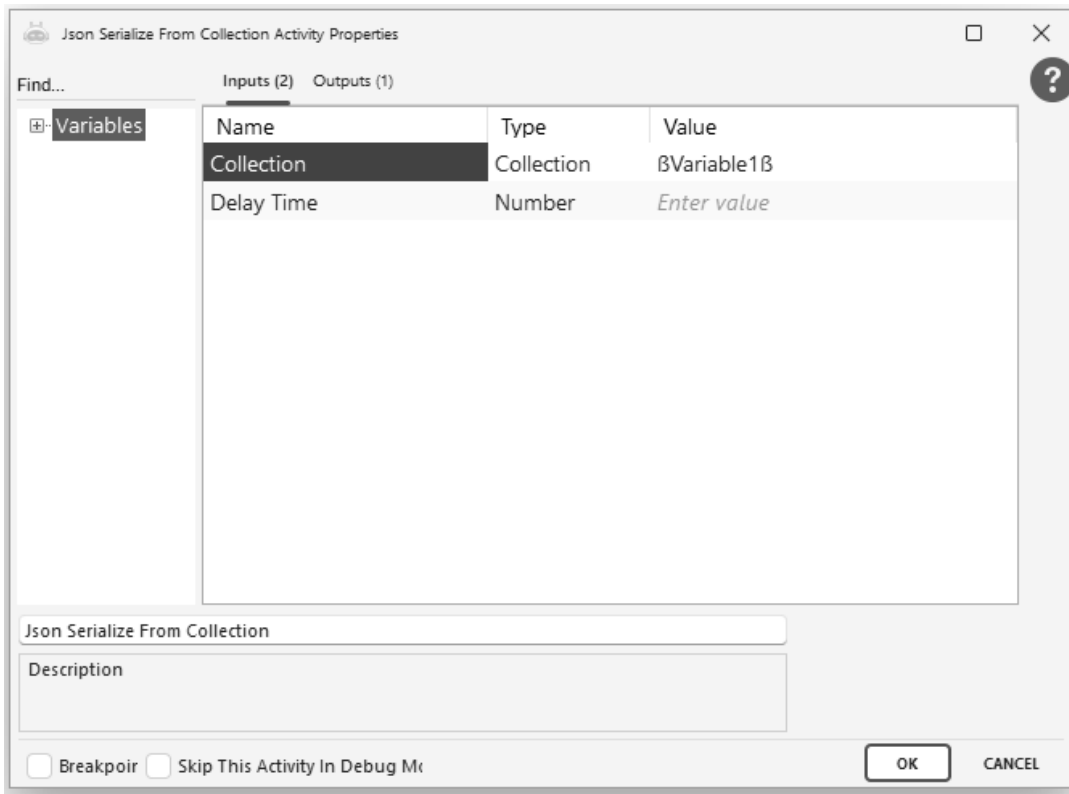 Json Serialize From Collection Activity Properties
Find...
Inputs (2) Outputs (1)
?
Variables
Name Type Value
Collection Collection ßVariable1ß
Delay Time Number Enter value
Json Serialize From Collection
Description
Breakpoir Skip This Activity In Debug Mo
OK CANCEL